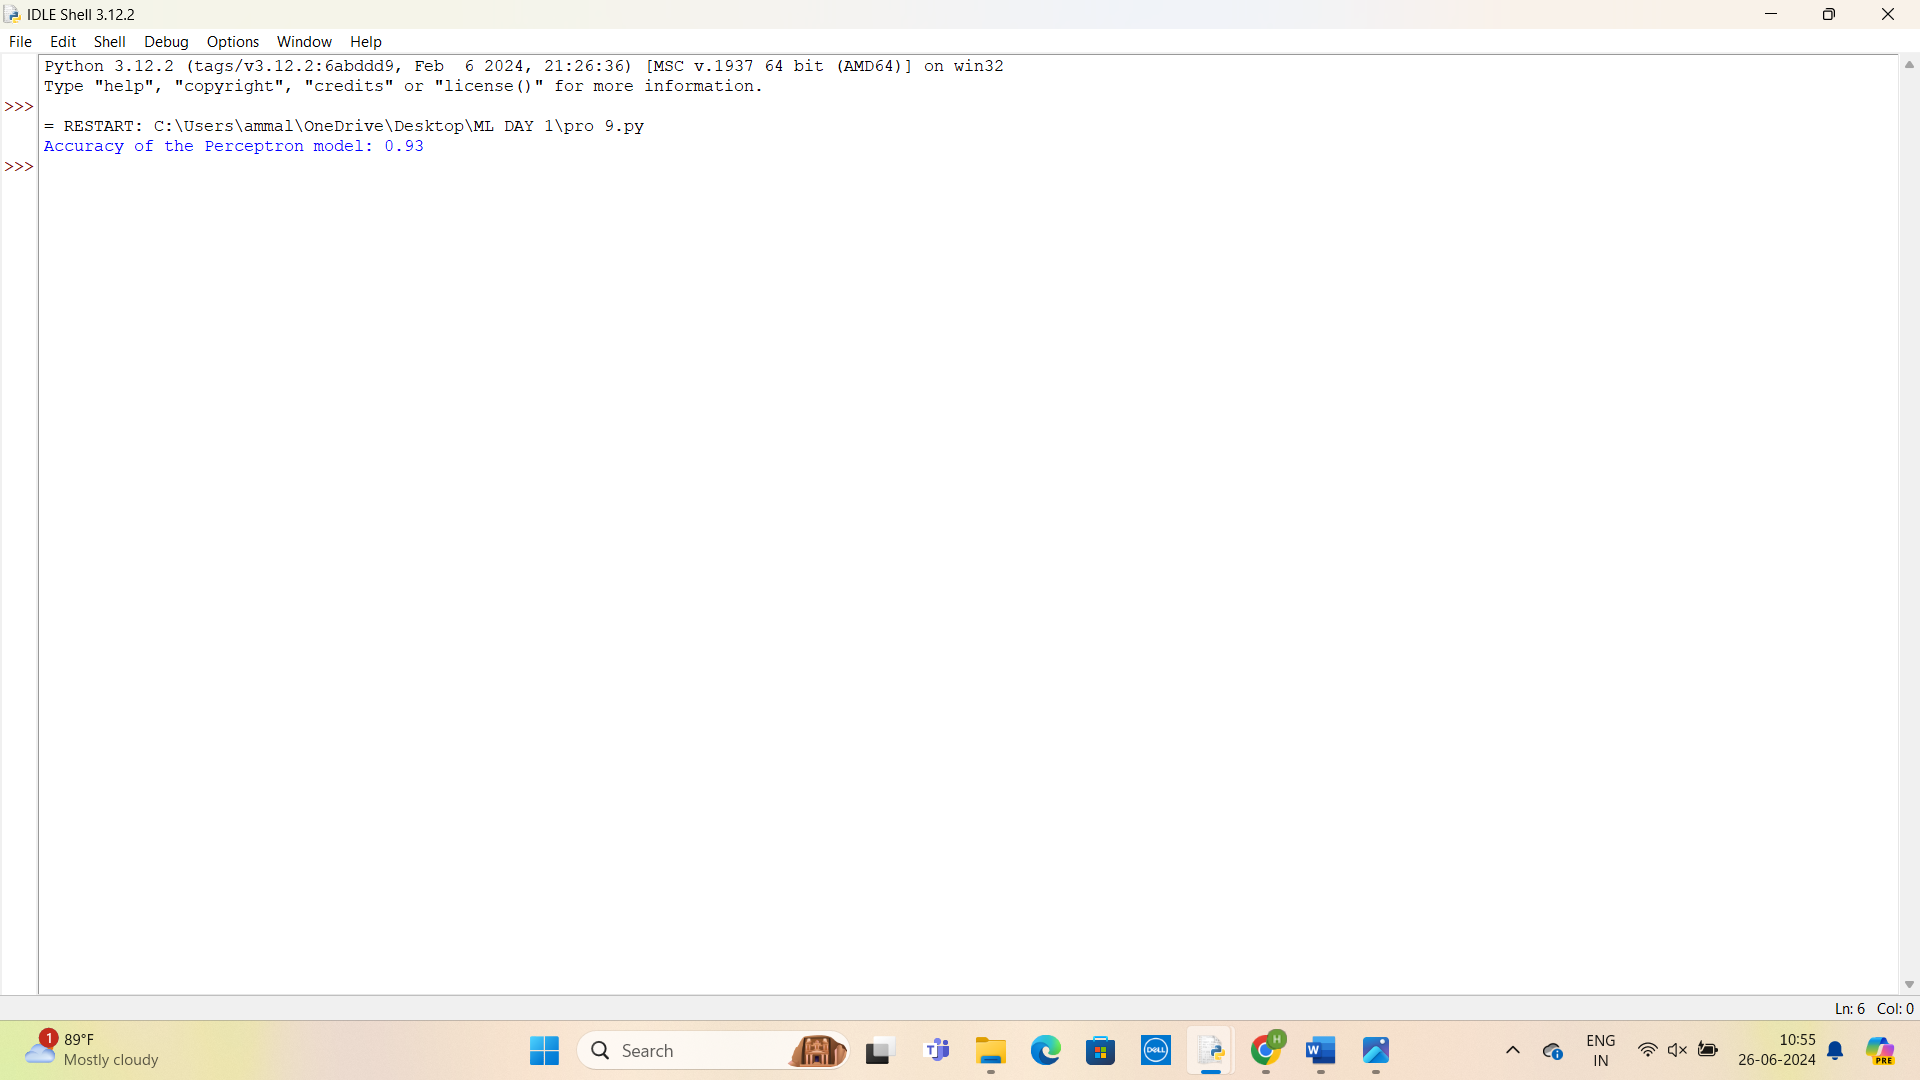 IDLE Shell 3.12.2
File Edit Shell Debug Options Window Help
Python 3.12.2 (tags/v3.12.2:6abddd9, Feb  6 2024, 21:26:36) [MSC v.1937 64 bit (AMD64)] on win32
Type "help", "copyright", "credits" or "license()" for more information.
>>>
= RESTART: C:\Users\ammal\OneDrive\Desktop\ML DAY 1\pro 9.py
Accuracy of the Perceptron model: 0.93
>>>
Ln: 6 Col: 0
1
89°F
Mostly cloudy
Search
T
DELL
H
W
ENG
IN
10:55
26-06-2024
PRE